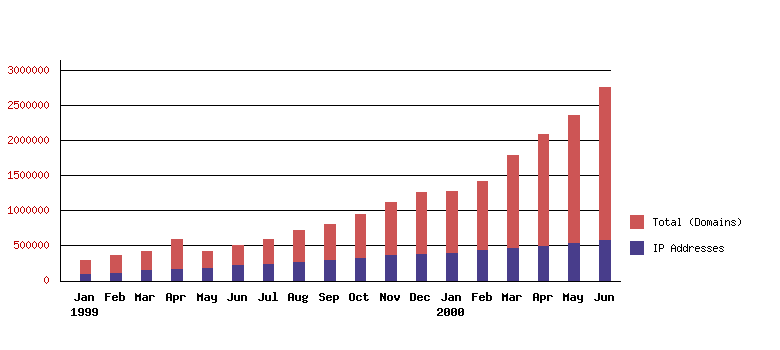 3000000
2500000
2000000
1500000
1000000
500000
0
Jan Feb Mar Apr May Jun Jul Aug Sep Oct Nov Dec Jan Feb Mar Apr May Jun
1999 2000
Total (Domains)
IP Addresses